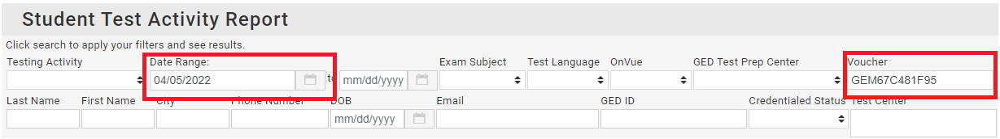 Student Test Activity Report
Click search to apply your filters and see results.
Testing Activity Date Range: Exam Subject Test Language OnVue GED Test Prep Center Voucher
04/05/2022 to mm/dd/yyyy GEM67C481F95
Last Name First Name City Phone Number DOB Email GED ID Credentialed Status Test Center
mm/dd/yyyy